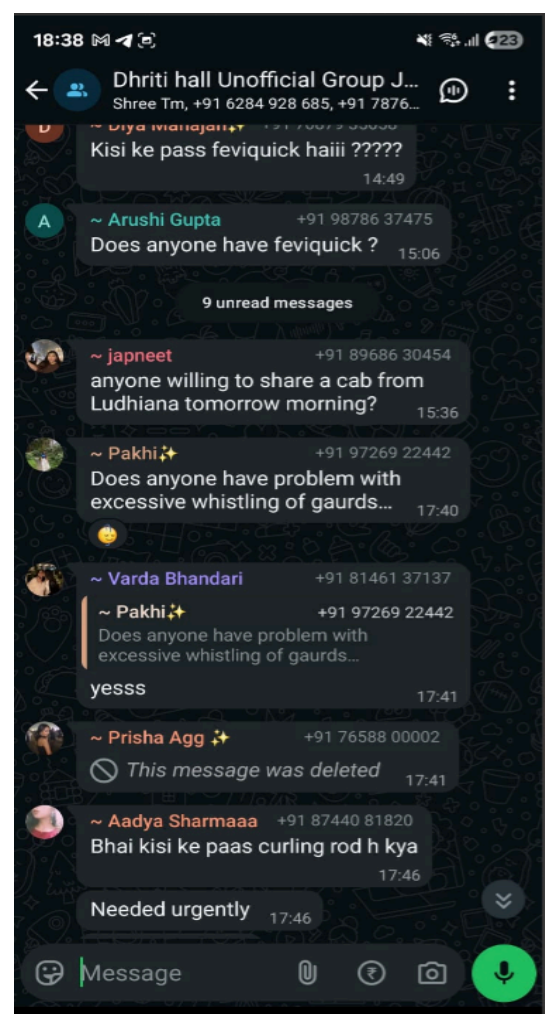 18:38
23
Dhriti hall Unofficial Group J...
Shree Tm, +91 6284 928 685, +91 7876...
D
~ Diya Mahajan✨
Kisi ke pass feviquick haiii ?????
14:49
A
~ Arushi Gupta +91 98786 37475
Does anyone have feviquick ?
15:06
9 unread messages
~ japneet +91 89686 30454
anyone willing to share a cab from
Ludhiana tomorrow morning?
15:36
~ Pakhi✨ +91 97269 22442
Does anyone have problem with
excessive whistling of gaurds...
17:40
~ Varda Bhandari +91 81461 37137
~ Pakhi✨ +91 97269 22442
Does anyone have problem with
excessive whistling of gaurds...
yesss
17:41
~ Prisha Agg ✨ +91 76588 00002
This message was deleted
17:41
~ Aadya Sharmaaa +91 87440 81820
Bhai kisi ke paas curling rod h kya
17:46
Needed urgently
17:46
Message